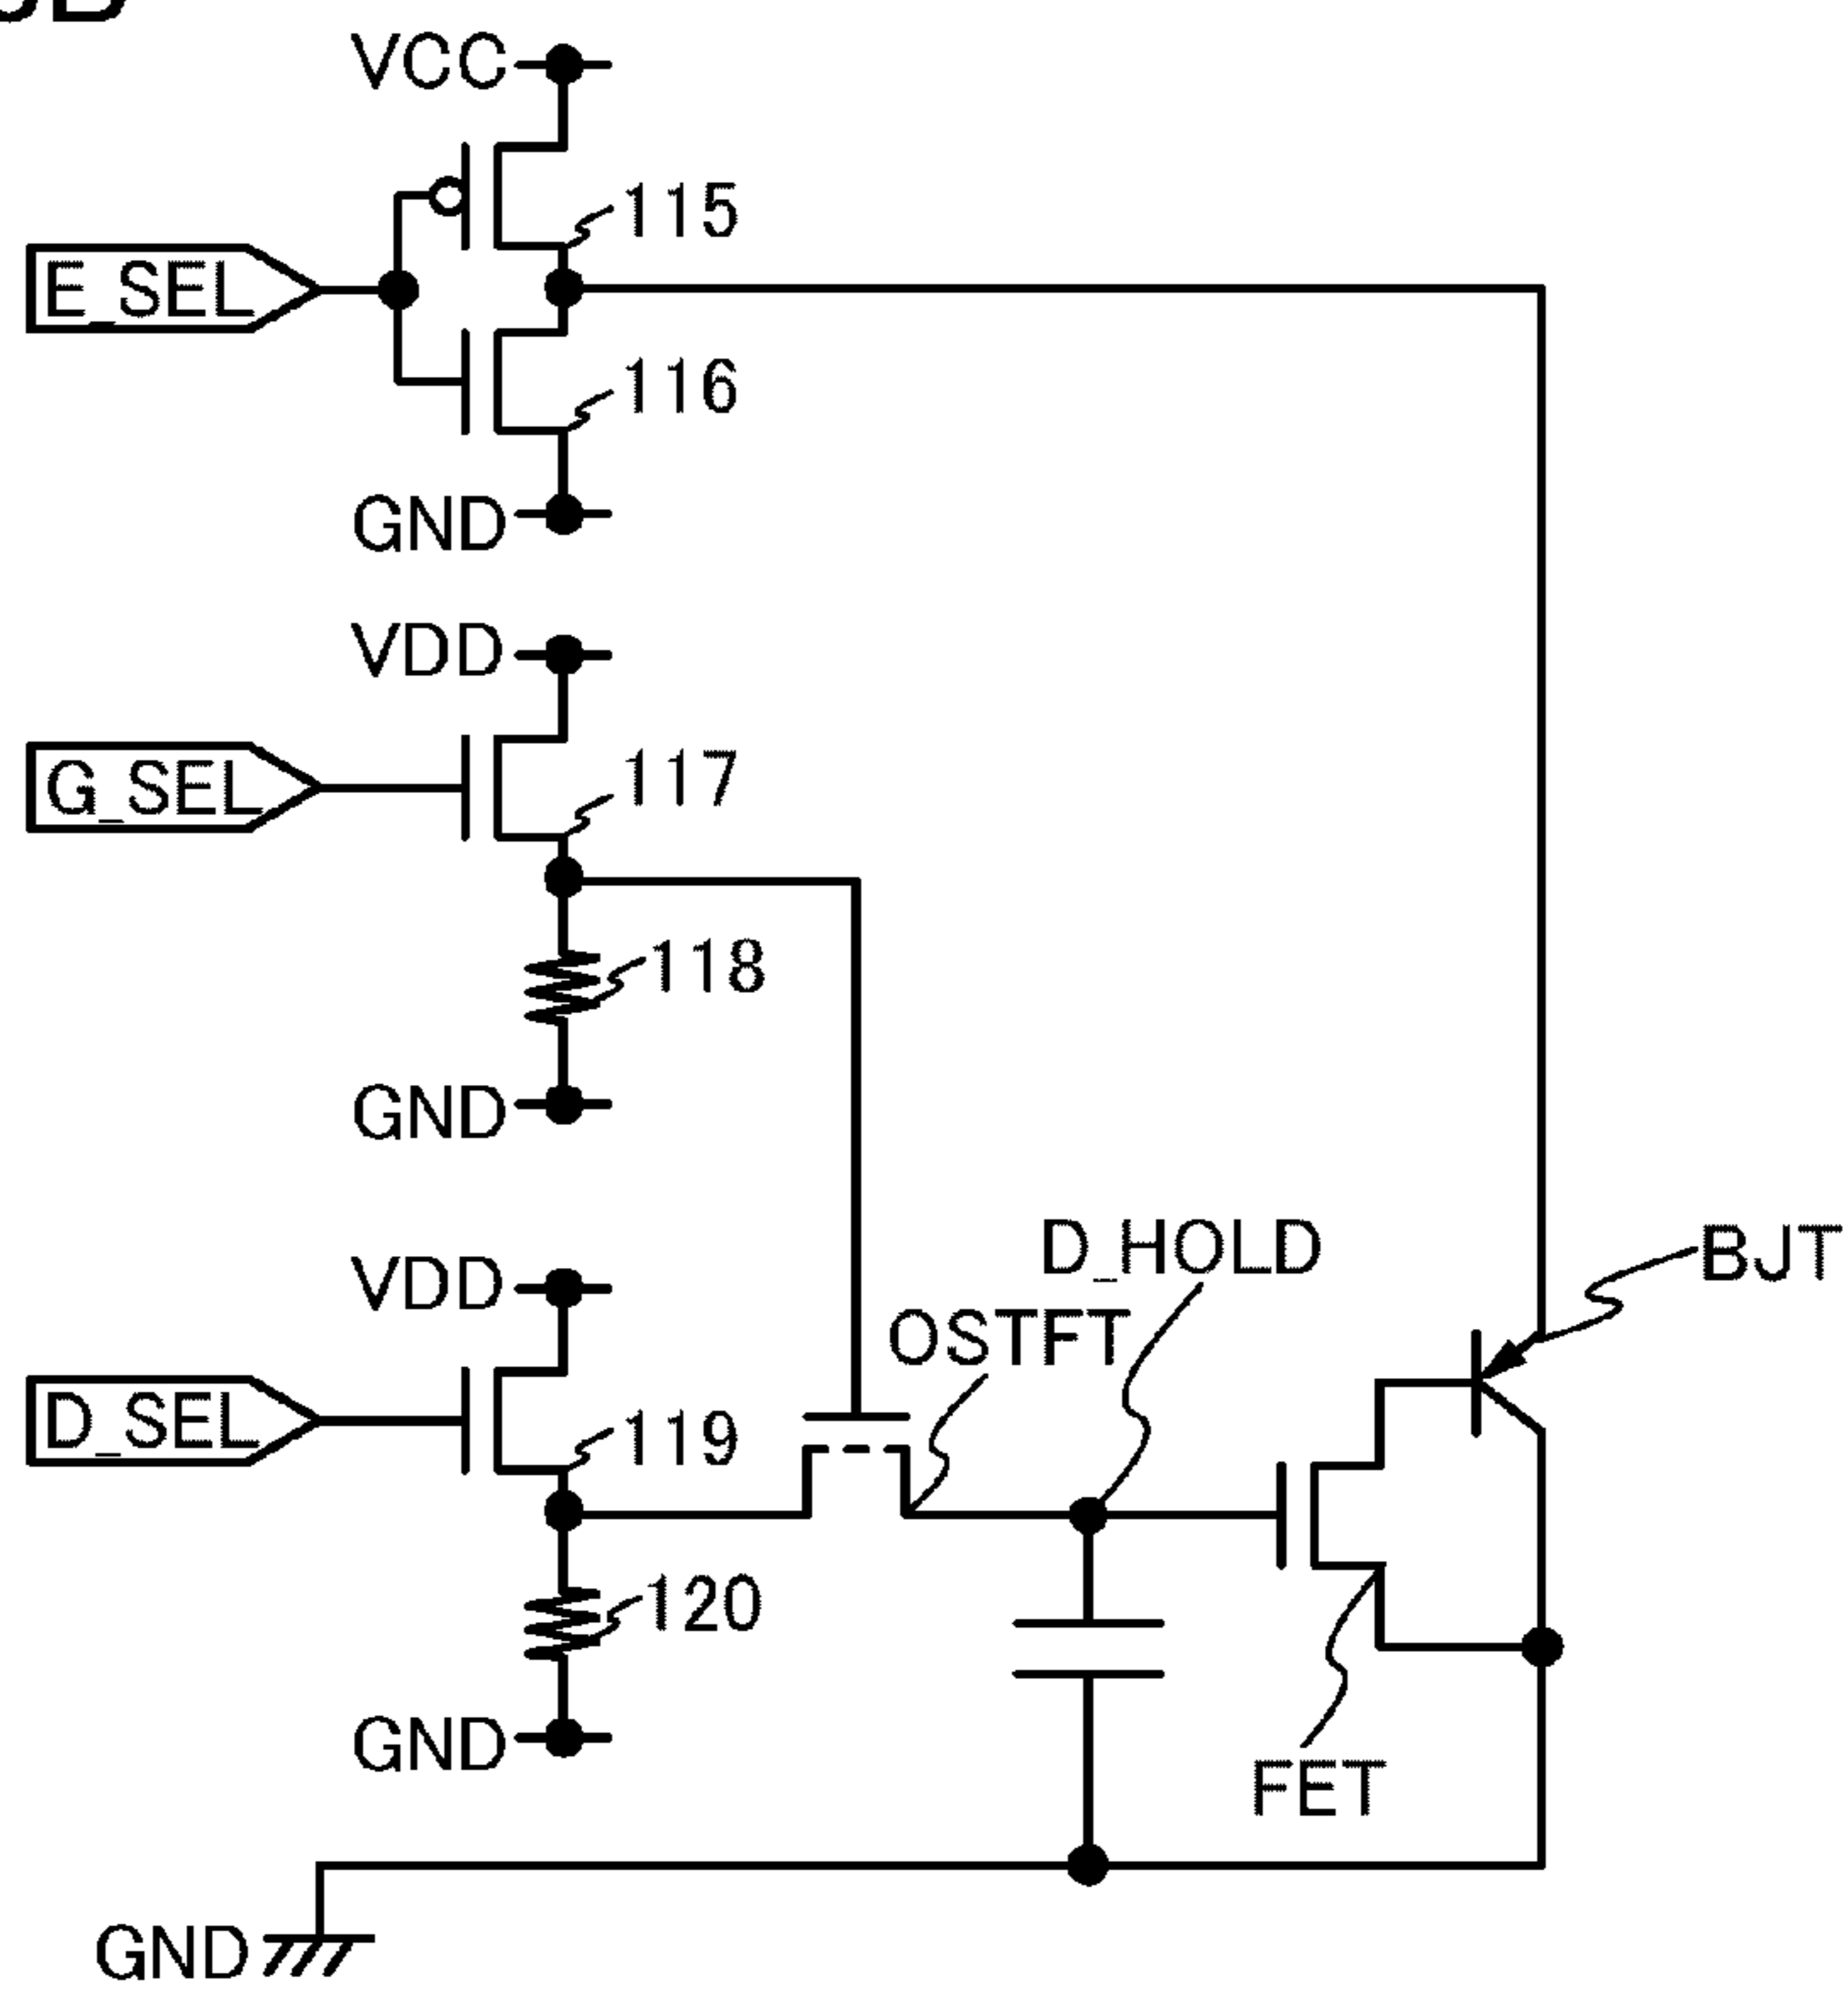 VCC
115
E_SEL
116
GND
VDD
G_SEL
117
118
GND
D_HOLD
BJT
VDD
OSTFT
D_SEL
119
120
GND
FET
GND